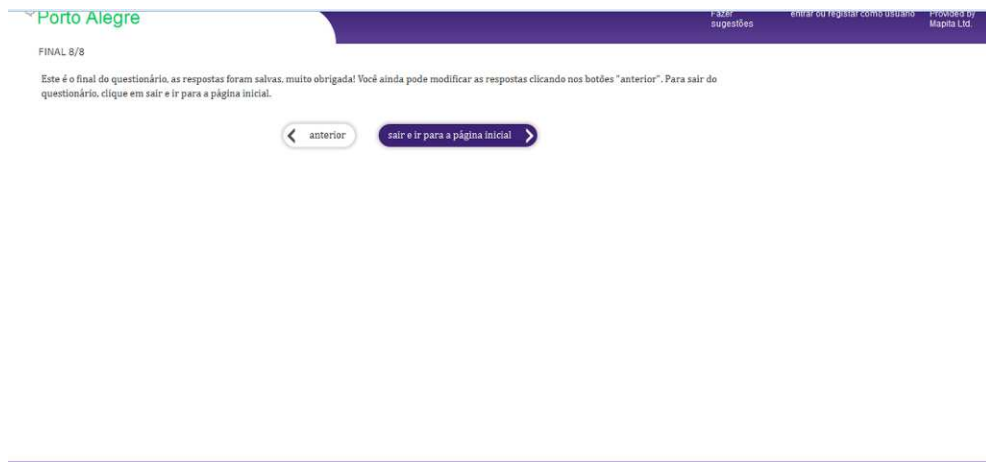 Porto Alegre
Fazer
sugestões
entrar ou registar como usuário
Provided by
Mapita Ltd.
FINAL 8/8
Este é o final do questionário, as respostas foram salvas, muito obrigada! Você ainda pode modificar as respostas clicando nos botões "anterior". Para sair do
questionário, clique em sair e ir para a página inicial.
anterior
sair e ir para a página inicial